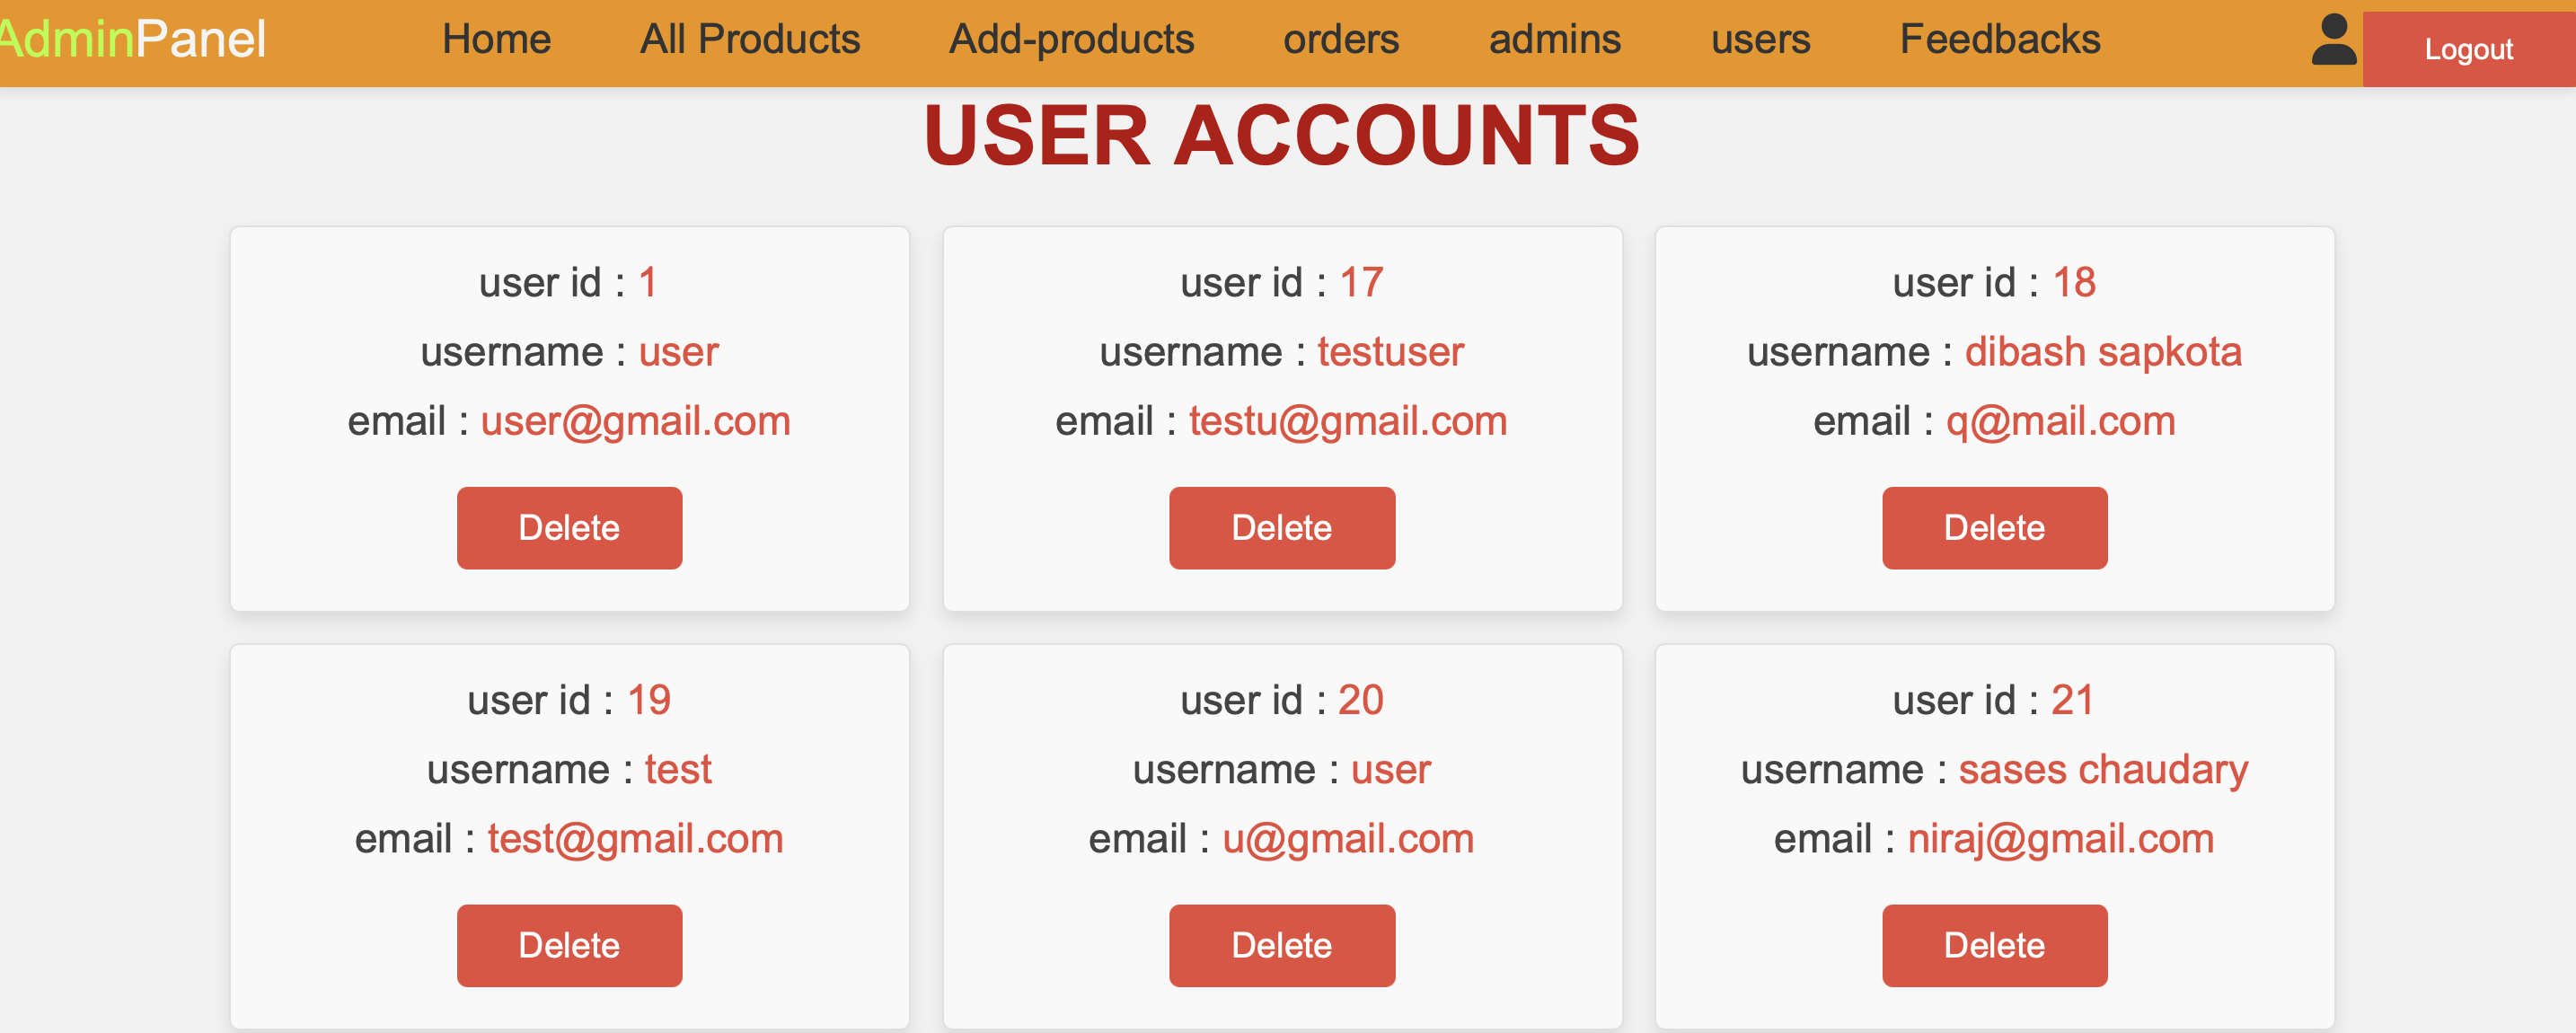 AdminPanel Home All Products Add-products orders admins users Feedbacks Logout
USER ACCOUNTS
user id : 1
username : user
email : user@gmail.com
Delete
user id : 17
username : testuser
email : testu@gmail.com
Delete
user id : 18
username : dibash sapkota
email : q@mail.com
Delete
user id : 19
username : test
email : test@gmail.com
Delete
user id : 20
username : user
email : u@gmail.com
Delete
user id : 21
username : sases chaudary
email : niraj@gmail.com
Delete